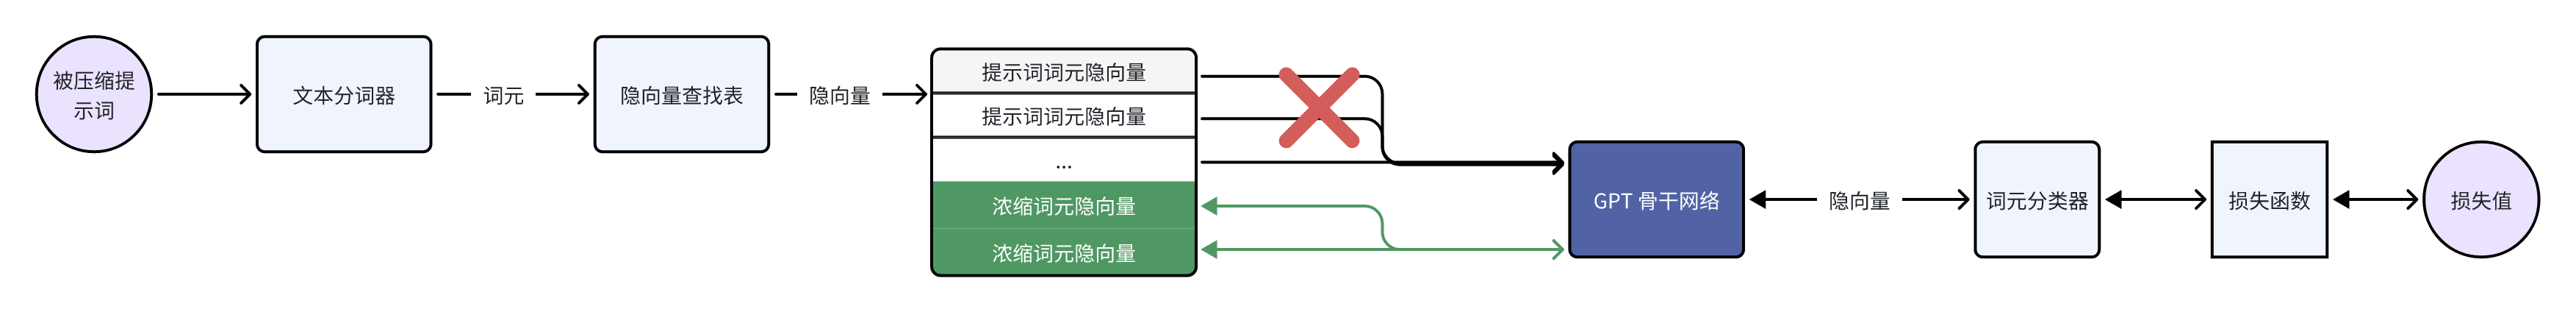 被压缩提
示词
文本分词器
词元
隐向量查找表
隐向量
提示词词元隐向量
提示词词元隐向量
...
浓缩词元隐向量
浓缩词元隐向量
GPT 骨干网络
隐向量
词元分类器
损失函数
损失值